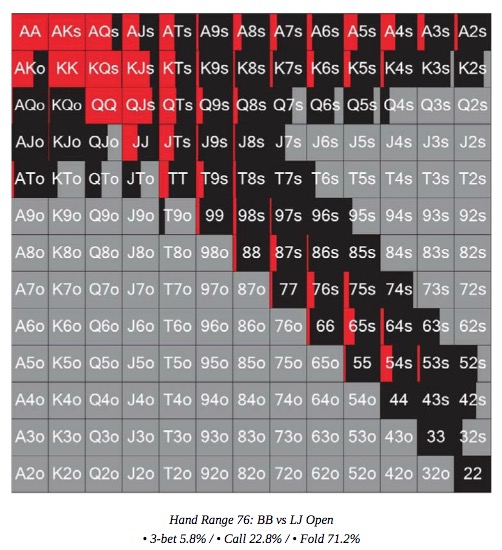 AA AKs AQs AJs ATs A9s A8s A7s A6s A5s A4s A3s A2s
AKo KK KQs KJs KTs K9s K8s K7s K6s K5s K4s K3s K2s
AQo KQo QQ QJs QTs Q9s Q8s Q7s Q6s Q5s Q4s Q3s Q2s
AJo KJo QJo JJ JTs J9s J8s J7s J6s J5s J4s J3s J2s
ATo KTo QTo JTo TT T9s T8s T7s T6s T5s T4s T3s T2s
A9o K9o Q9o J9o T9o 99 98s 97s 96s 95s 94s 93s 92s
A8o K8o Q8o J8o T8o 98o 88 87s 86s 85s 84s 83s 82s
A7o K7o Q7o J7o T7o 97o 87o 77 76s 75s 74s 73s 72s
A6o K6o Q6o J6o T6o 96o 86o 76o 66 65s 64s 63s 62s
A5o K5o Q5o J5o T5o 95o 85o 75o 65o 55 54s 53s 52s
A4o K4o Q4o J4o T4o 94o 84o 74o 64o 54o 44 43s 42s
A3o K3o Q3o J3o T3o 93o 83o 73o 63o 53o 43o 33 32s
A2o K2o Q2o J2o T2o 92o 82o 72o 62o 52o 42o 32o 22
Hand Range 76: BB vs LJ Open
• 3-bet 5.8% / • Call 22.8% / • Fold 71.2%